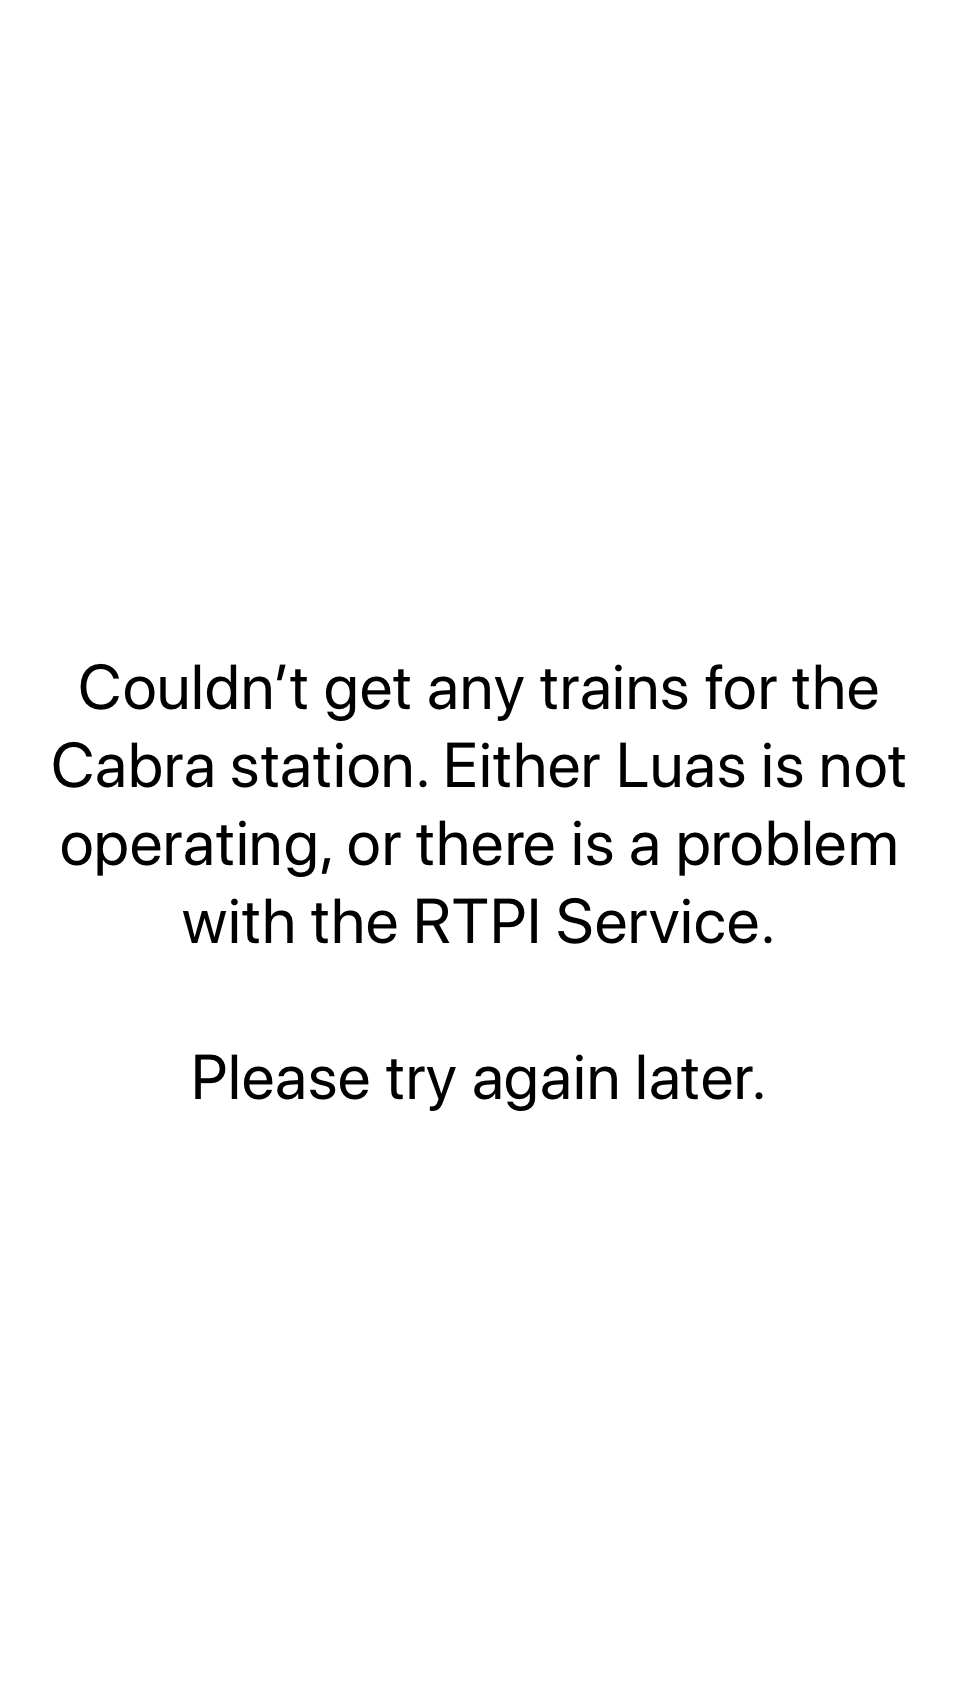 Couldn’t get any trains for the
Cabra station. Either Luas is not
operating, or there is a problem
with the RTPI Service.
Please try again later.